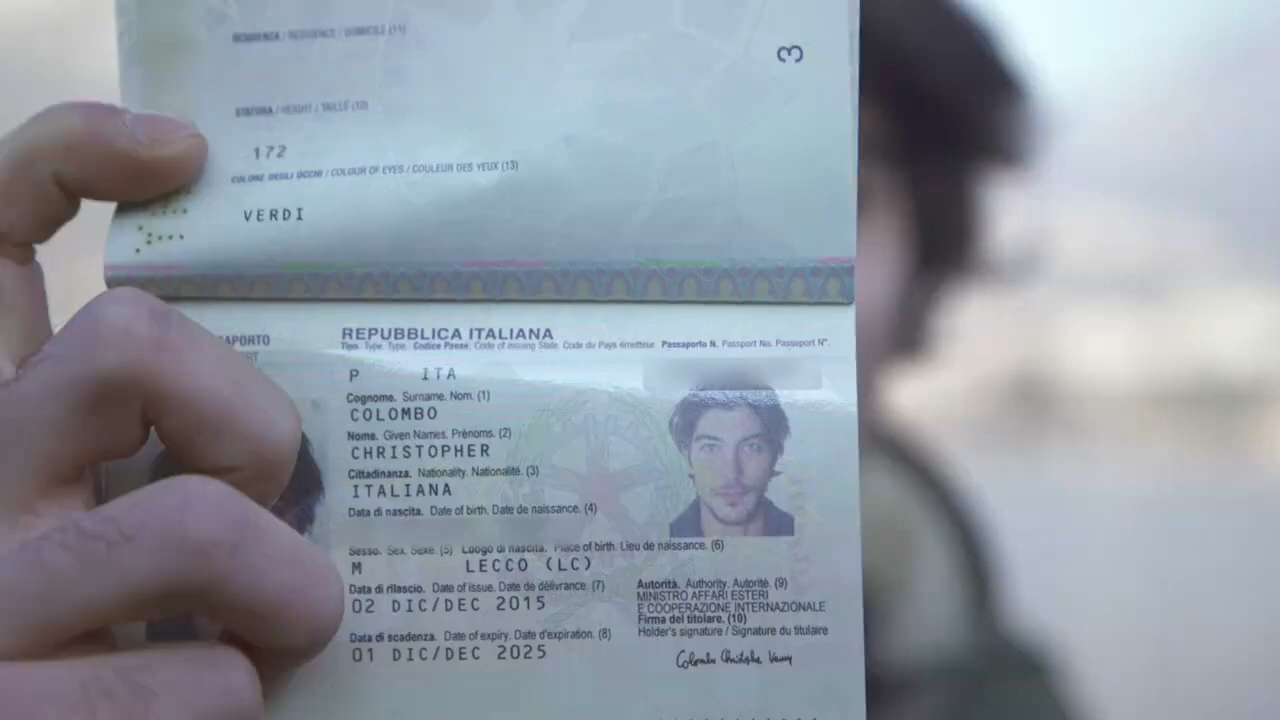 RESIDENZA / RESIDENCE / DOMICILE (11)
3
STATURA / HEIGHT / TAILLE (12)
172
COLORE DEGLI OCCHI / COLOUR OF EYES / COULEUR DES YEUX (13)
VERDI
APORTO
REPUBBLICA ITALIANA
Tipo. Type. Type. Codice Paese. Code of issuing State. Code du Pays émetteur. Passaporto N. Passport No. Passeport N°.
P ITA
Cognome. Surname. Nom. (1)
COLOMBO
Nome. Given Names. Prénoms. (2)
CHRISTOPHER
Cittadinanza. Nationality. Nationalité. (3)
ITALIANA
Data di nascita. Date of birth. Date de naissance. (4)
Sesso. Sex. Sexe. (5) Luogo di nascita. Place of birth. Lieu de naissance. (6)
M LECCO (LC)
Data di rilascio. Date of issue. Date de délivrance. (7)
02 DIC/DEC 2015
Data di scadenza. Date of expiry. Date d'expiration. (8)
01 DIC/DEC 2025
Autorità. Authority. Autorité. (9)
MINISTRO AFFARI ESTERI
E COOPERAZIONE INTERNAZIONALE
Firma del titolare. (10)
Holder's signature / Signature du titulaire
Colombo Christopher